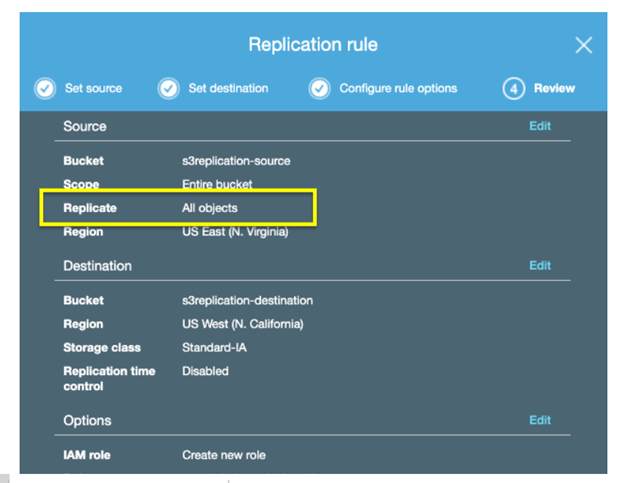 Replication rule
Set source Set destination Configure rule options 4 Review
Source Edit
Bucket s3replication-source
Scope Entire bucket
Replicate All objects
Region US East (N. Virginia)
Destination Edit
Bucket s3replication-destination
Region US West (N. California)
Storage class Standard-IA
Replication time Disabled
control
Options Edit
IAM role Create new role